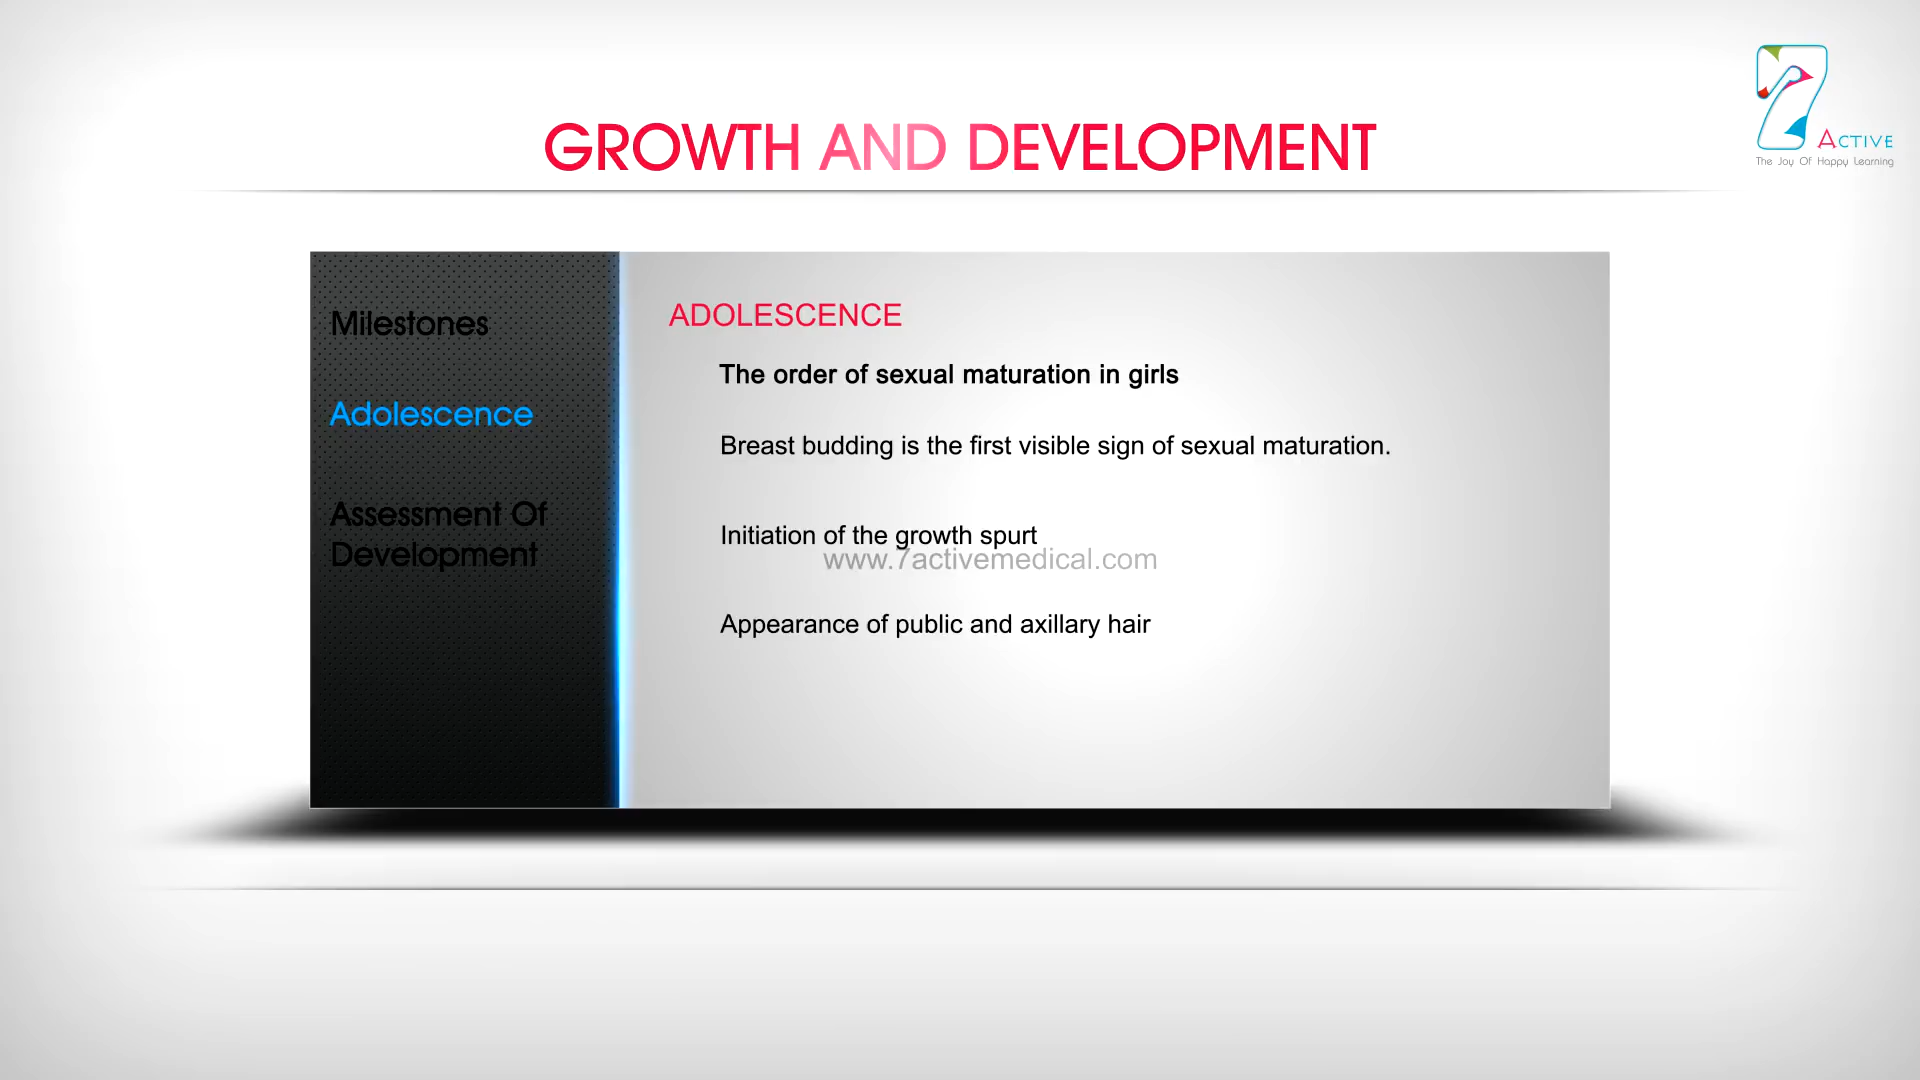 7 ACTIVE
The Joy Of Happy Learning
GROWTH AND DEVELOPMENT
Milestones
Adolescence
Assessment Of
Development
ADOLESCENCE
The order of sexual maturation in girls
Breast budding is the first visible sign of sexual maturation.
Initiation of the growth spurt
www.7activemedical.com
Appearance of public and axillary hair